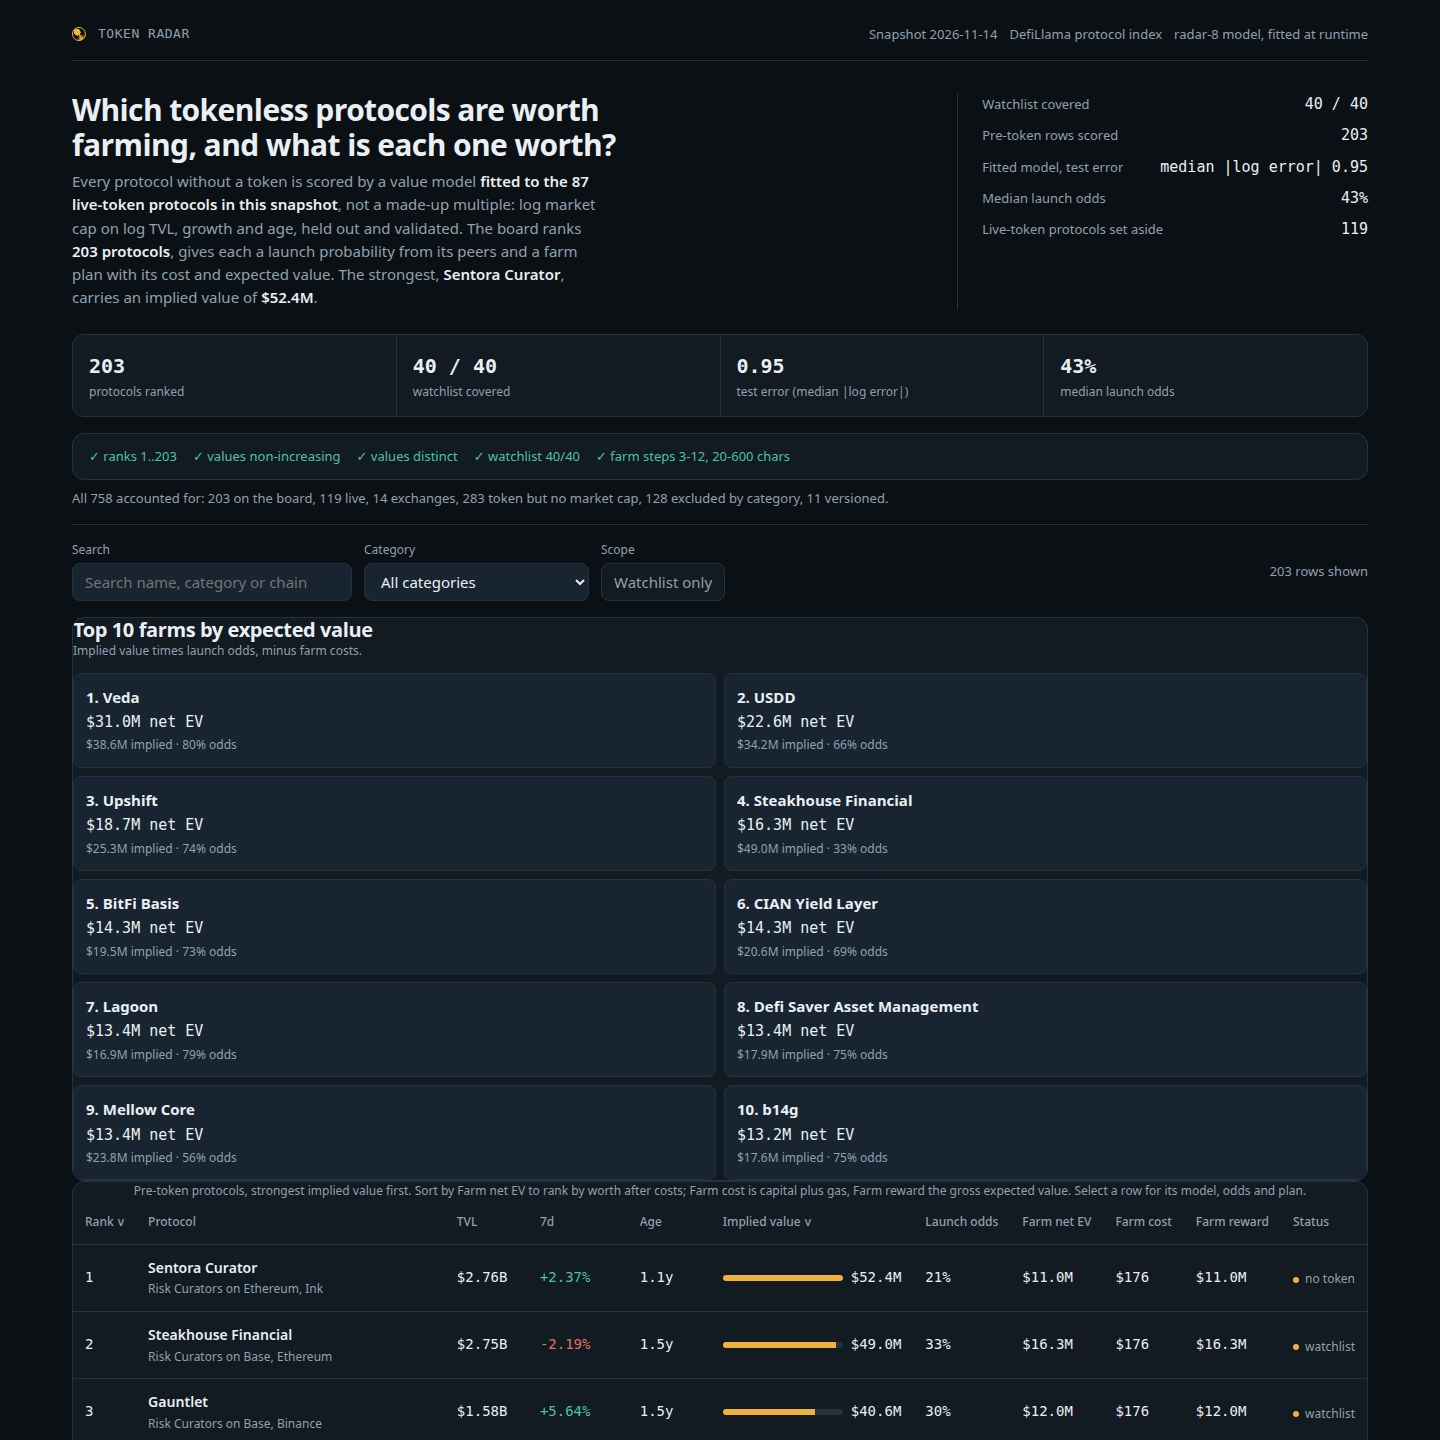 TOKEN RADAR
Snapshot 2026-11-14 DefiLlama protocol index radar-8 model, fitted at runtime
Which tokenless protocols are worth
farming, and what is each one worth?
Every protocol without a token is scored by a value model fitted to the 87
live-token protocols in this snapshot, not a made-up multiple: log market
cap on log TVL, growth and age, held out and validated. The board ranks
203 protocols, gives each a launch probability from its peers and a farm
plan with its cost and expected value. The strongest, Sentora Curator,
carries an implied value of $52.4M.
Watchlist covered 40 / 40
Pre-token rows scored 203
Fitted model, test error median |log error| 0.95
Median launch odds 43%
Live-token protocols set aside 119
203 40 / 40 0.95 43%
protocols ranked watchlist covered test error (median |log error|) median launch odds
✓ ranks 1..203 ✓ values non-increasing ✓ values distinct ✓ watchlist 40/40 ✓ farm steps 3-12, 20-600 chars
All 758 accounted for: 203 on the board, 119 live, 14 exchanges, 283 token but no market cap, 128 excluded by category, 11 versioned.
Search Category Scope
Search name, category or chain All categories Watchlist only
203 rows shown
Top 10 farms by expected value
Implied value times launch odds, minus farm costs.
1. Veda
$31.0M net EV
$38.6M implied · 80% odds
2. USDD
$22.6M net EV
$34.2M implied · 66% odds
3. Upshift
$18.7M net EV
$25.3M implied · 74% odds
4. Steakhouse Financial
$16.3M net EV
$49.0M implied · 33% odds
5. BitFi Basis
$14.3M net EV
$19.5M implied · 73% odds
6. CIAN Yield Layer
$14.3M net EV
$20.6M implied · 69% odds
7. Lagoon
$13.4M net EV
$16.9M implied · 79% odds
8. Defi Saver Asset Management
$13.4M net EV
$17.9M implied · 75% odds
9. Mellow Core
$13.4M net EV
$23.8M implied · 56% odds
10. b14g
$13.2M net EV
$17.6M implied · 75% odds
Pre-token protocols, strongest implied value first. Sort by Farm net EV to rank by worth after costs; Farm cost is capital plus gas, Farm reward the gross expected value. Select a row for its model, odds and plan.
Rank v Protocol TVL 7d Age Implied value v Launch odds Farm net EV Farm cost Farm reward Status
1 Sentora Curator $2.76B +2.37% 1.1y $52.4M 21% $11.0M $176 $11.0M no token
Risk Curators on Ethereum, Ink
2 Steakhouse Financial $2.75B -2.19% 1.5y $49.0M 33% $16.3M $176 $16.3M watchlist
Risk Curators on Base, Ethereum
3 Gauntlet $1.58B +5.64% 1.5y $40.6M 30% $12.0M $176 $12.0M watchlist
Risk Curators on Base, Binance